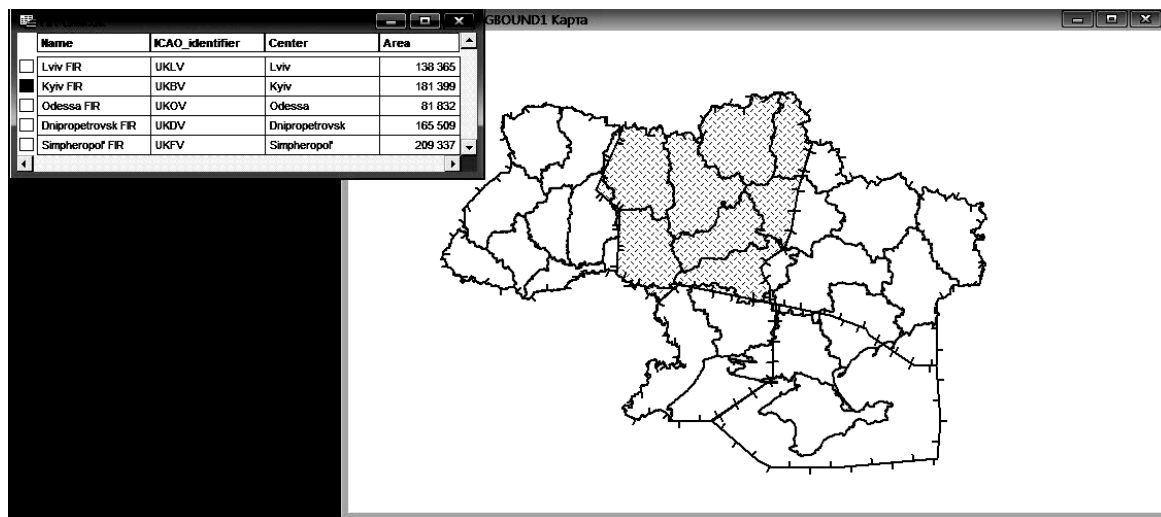 GBOUND1 Карта
Name ICAO_identifier Center Area
Lviv FIR UKLV Lviv 138 365
Kyiv FIR UKBV Kyiv 181 399
Odessa FIR UKOV Odessa 81 832
Dnipropetrovsk FIR UKDV Dnipropetrovsk 165 509
Simpheropol' FIR UKFV Simpheropol' 209 337